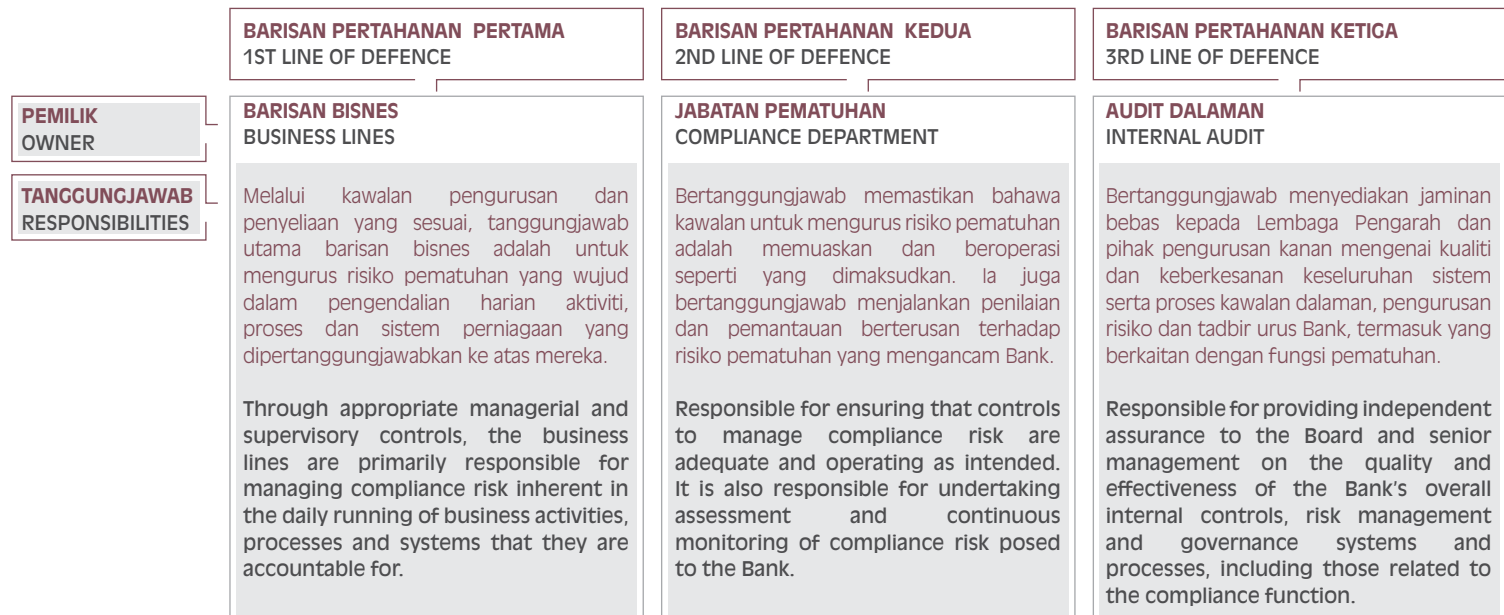 BARISAN PERTAHANAN PERTAMA
1ST LINE OF DEFENCE
BARISAN PERTAHANAN KEDUA
2ND LINE OF DEFENCE
BARISAN PERTAHANAN KETIGA
3RD LINE OF DEFENCE
PEMILIK
OWNER
BARISAN BISNES
BUSINESS LINES
JABATAN PEMATUHAN
COMPLIANCE DEPARTMENT
AUDIT DALAMAN
INTERNAL AUDIT
TANGGUNGJAWAB
RESPONSIBILITIES
Melalui kawalan pengurusan dan
penyeliaan yang sesuai, tanggungjawab
utama barisan bisnes adalah untuk
mengurus risiko pematuhan yang wujud
dalam pengendalian harian aktiviti,
proses dan sistem perniagaan yang
dipertanggungjawabkan ke atas mereka.
Through appropriate managerial and
supervisory controls, the business
lines are primarily responsible for
managing compliance risk inherent in
the daily running of business activities,
processes and systems that they are
accountable for.
Bertanggungjawab memastikan bahawa
kawalan untuk mengurus risiko pematuhan
adalah memuaskan dan beroperasi
seperti yang dimaksudkan. Ia juga
bertanggungjawab menjalankan penilaian
dan pemantauan berterusan terhadap
risiko pematuhan yang mengancam Bank.
Responsible for ensuring that controls
to manage compliance risk are
adequate and operating as intended.
It is also responsible for undertaking
assessment and continuous
monitoring of compliance risk posed
to the Bank.
Bertanggungjawab menyediakan jaminan
bebas kepada Lembaga Pengarah dan
pihak pengurusan kanan mengenai kualiti
dan keberkesanan keseluruhan sistem
serta proses kawalan dalaman, pengurusan
risiko dan tadbir urus Bank, termasuk yang
berkaitan dengan fungsi pematuhan.
Responsible for providing independent
assurance to the Board and senior
management on the quality and
effectiveness of the Bank's overall
internal controls, risk management
and governance systems and
processes, including those related to
the compliance function.